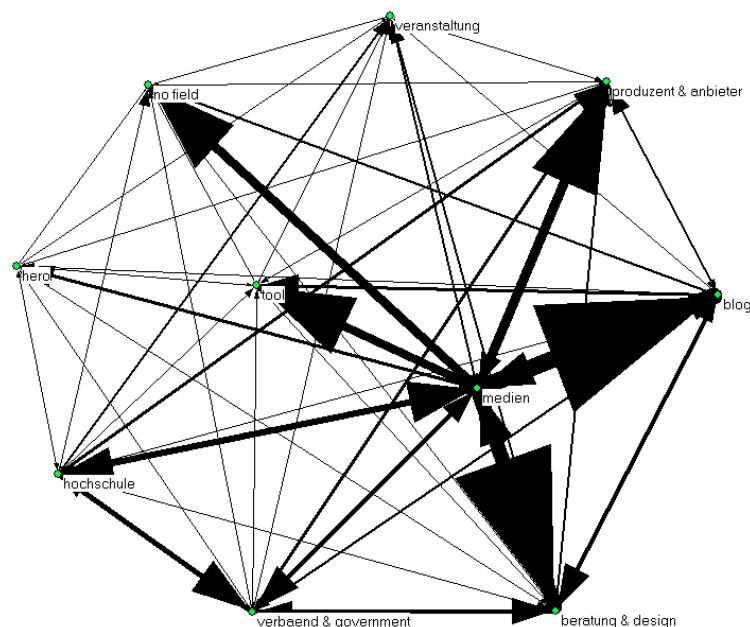 veranstaltung
no field
produzent & anbieter
hero
tool
blog
medien
hochschule
verbaend & government
beratung & design